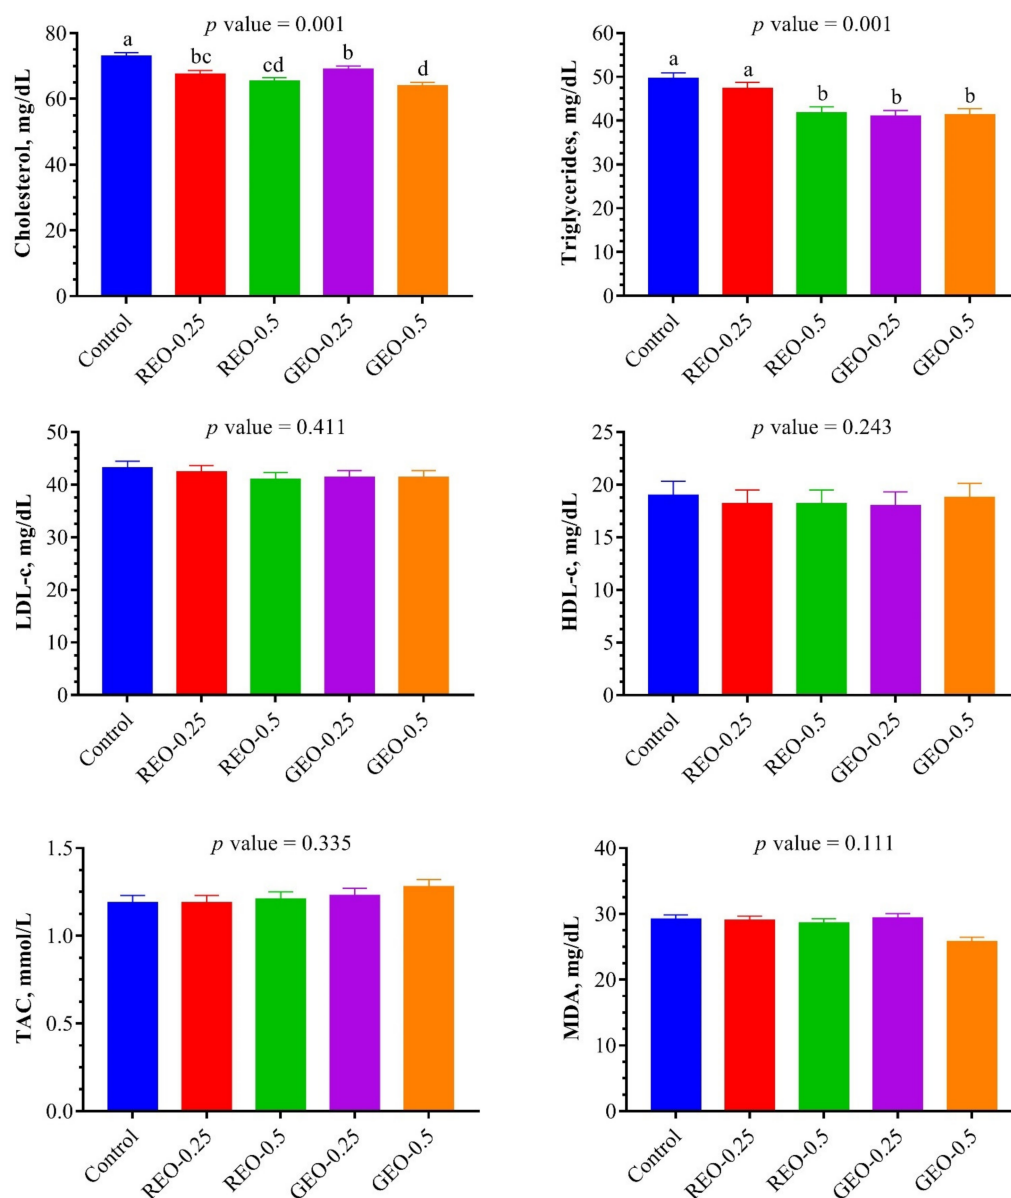 p value = 0.001
a
bc
cd
b
d
Cholesterol, mg/dL
80
60
40
20
0
Control
REO-0.25
REO-0.5
GEO-0.25
GEO-0.5
p value = 0.001
a
a
b
b
b
Triglycerides, mg/dL
60
50
40
30
20
10
0
Control
REO-0.25
REO-0.5
GEO-0.25
GEO-0.5
p value = 0.411
LDL-c, mg/dL
50
40
30
20
10
0
Control
REO-0.25
REO-0.5
GEO-0.25
GEO-0.5
p value = 0.243
HDL-c, mg/dL
25
20
15
10
5
0
Control
REO-0.25
REO-0.5
GEO-0.25
GEO-0.5
p value = 0.335
TAC, mmol/L
1.5
1.0
0.5
0.0
Control
REO-0.25
REO-0.5
GEO-0.25
GEO-0.5
p value = 0.111
MDA, mg/dL
40
30
20
10
0
Control
REO-0.25
REO-0.5
GEO-0.25
GEO-0.5